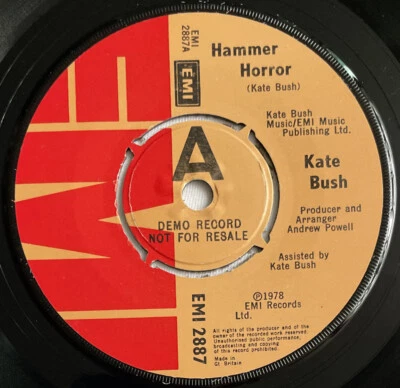 EMI
2887A
EMI
Hammer
Horror
(Kate Bush)
Kate Bush
Music/EMI Music
Publishing Ltd.
A
Kate
Bush
DEMO RECORD
NOT FOR RESALE
Producer and
Arranger
Andrew Powell
Assisted by
Kate Bush
EMI 2887
℗1978
EMI Records
Ltd.
All rights of the producer and of the owner
of the work reproduced reserved.
Unauthorised public performance,
broadcasting and copying of
this record prohibited.
Made in
Gt Britain
EMI